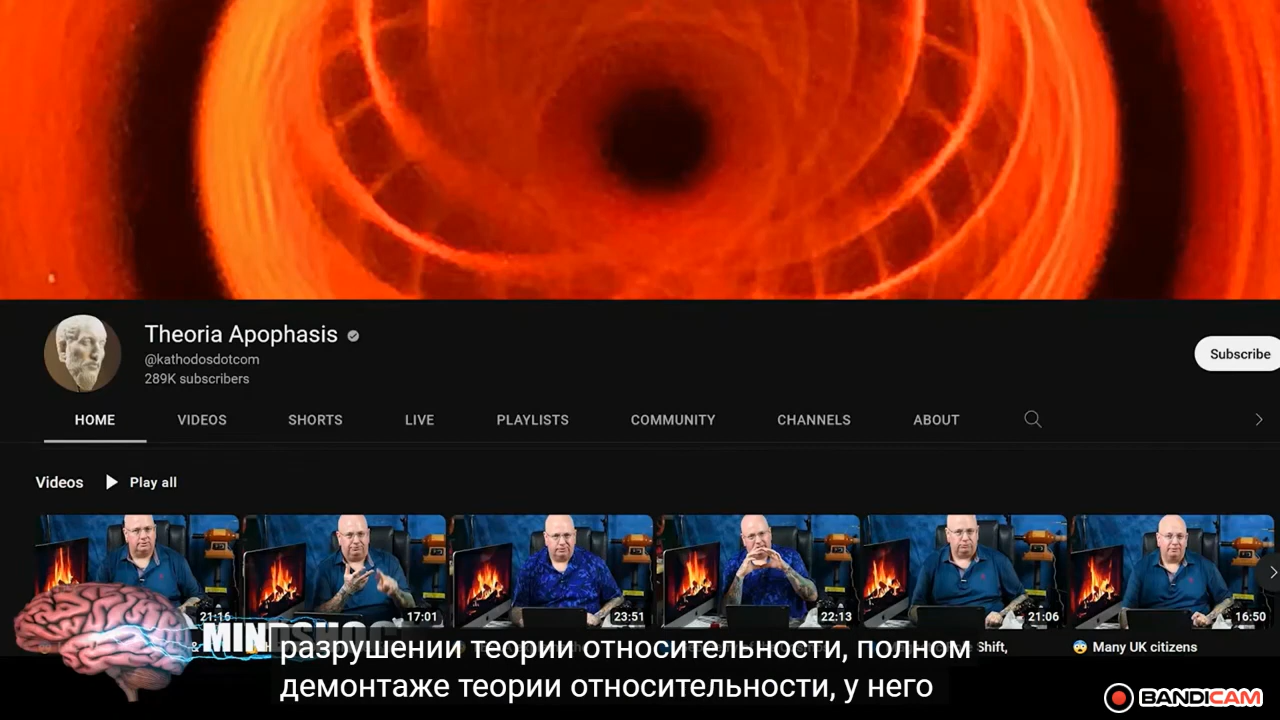 Theoria Apophasis
@kathodosdotcom
289K subscribers
Subscribe
HOME VIDEOS SHORTS LIVE PLAYLISTS COMMUNITY CHANNELS ABOUT
Videos Play all
21:16 17:01 23:51 22:13 21:06 16:50
MINDSHOCK
Shift,
Many UK citizens
разрушении теории относительности, полном
демонтаже теории относительности, у него
BANDICAM